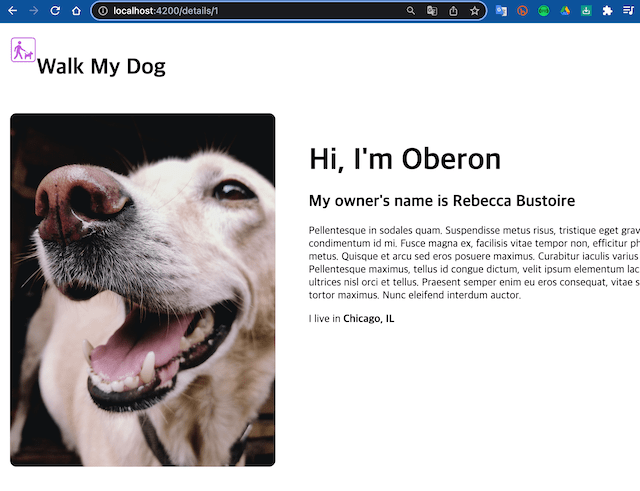 localhost:4200/details/1
Walk My Dog
Hi, I'm Oberon
My owner's name is Rebecca Bustoire
Pellentesque in sodales quam. Suspendisse metus risus, tristique eget grav
condimentum id mi. Fusce magna ex, facilisis vitae tempor non, efficitur ph
metus. Quisque et arcu sed eros posuere maximus. Curabitur iaculis varius
Pellentesque maximus, tellus id congue dictum, velit ipsum elementum lac
ultrices nisl orci et tellus. Praesent semper enim eu eros consequat, vitae s
tortor maximus. Nunc eleifend interdum auctor.
I live in Chicago, IL